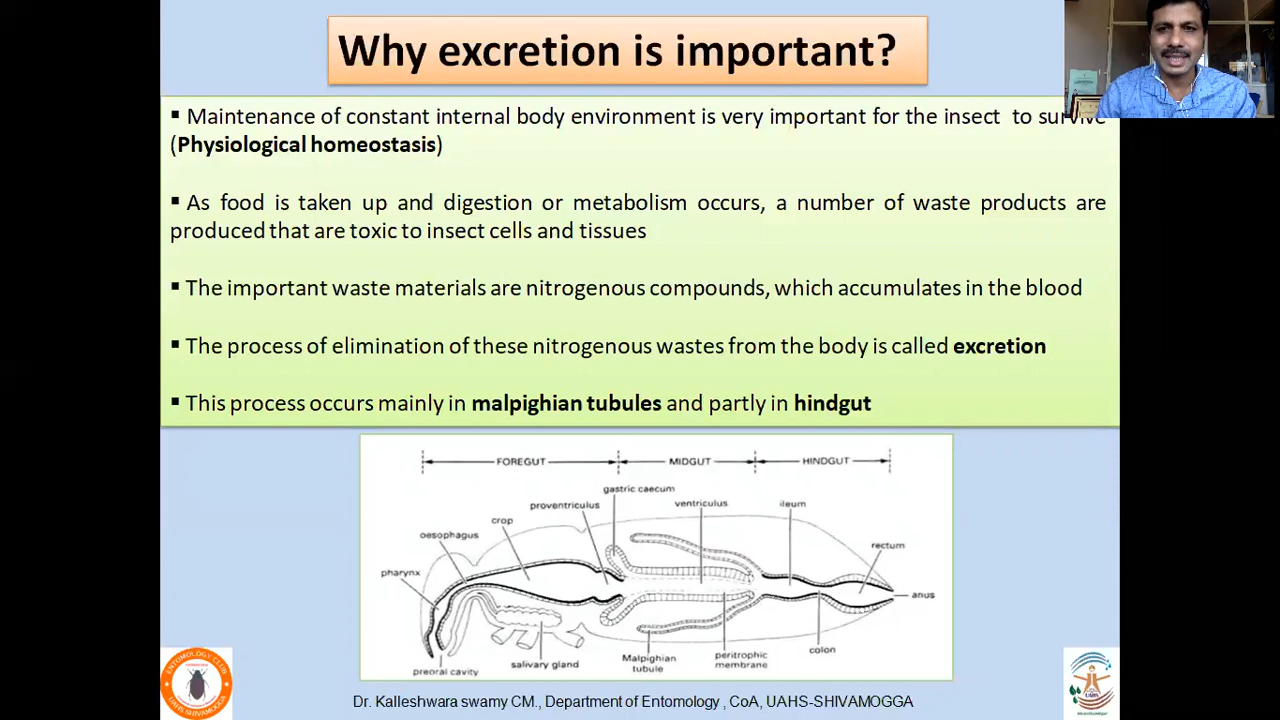 Why excretion is important?
▪ Maintenance of constant internal body environment is very important for the insect to survive
(Physiological homeostasis)
▪ As food is taken up and digestion or metabolism occurs, a number of waste products are
produced that are toxic to insect cells and tissues
▪ The important waste materials are nitrogenous compounds, which accumulates in the blood
▪ The process of elimination of these nitrogenous wastes from the body is called excretion
▪ This process occurs mainly in malpighian tubules and partly in hindgut
FOREGUT MIDGUT HINDGUT
gastric caecum
proventriculus
ventriculus
ileum
crop
oesophagus
rectum
pharynx
anus
colon
salivary gland
Malpighian
tubule
peritrophic
membrane
preoral cavity
ENTOMOLOGY CLUB
UAHS SHIVAMOGGA
UAHS
Dr. Kalleshwara swamy CM., Department of Entomology , CoA, UAHS-SHIVAMOGGA